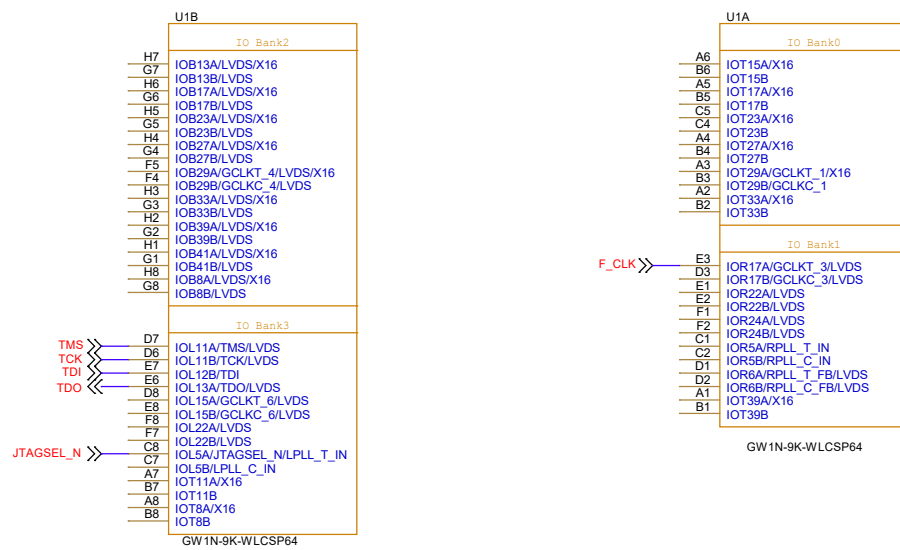 U1B
IO Bank2
H7 IOB13A/LVDS/X16
G7 IOB13B/LVDS
H6 IOB17A/LVDS/X16
G6 IOB17B/LVDS
H5 IOB23A/LVDS/X16
G5 IOB23B/LVDS
H4 IOB27A/LVDS/X16
G4 IOB27B/LVDS
F5 IOB29A/GCLKT_4/LVDS/X16
F4 IOB29B/GCLKC_4/LVDS
H3 IOB33A/LVDS/X16
G3 IOB33B/LVDS
H2 IOB39A/LVDS/X16
G2 IOB39B/LVDS
H1 IOB41A/LVDS/X16
G1 IOB41B/LVDS
H8 IOB8A/LVDS/X16
G8 IOB8B/LVDS
IO Bank3
TMS D7 IOL11A/TMS/LVDS
TCK D6 IOL11B/TCK/LVDS
TDI E7 IOL12B/TDI
TDO E6 IOL13A/TDO/LVDS
D8 IOL15A/GCLKT_6/LVDS
E8 IOL15B/GCLKC_6/LVDS
F8 IOL22A/LVDS
F7 IOL22B/LVDS
JTAGSEL_N C8 IOL5A/JTAGSEL_N/LPLL_T_IN
C7 IOL5B/LPLL_C_IN
A7 IOT11A/X16
B7 IOT11B
A8 IOT8A/X16
B8 IOT8B
GW1N-9K-WLCSP64
U1A
IO Bank0
A6 IOT15A/X16
B6 IOT15B
A5 IOT17A/X16
B5 IOT17B
C5 IOT23A/X16
C4 IOT23B
A4 IOT27A/X16
B4 IOT27B
A3 IOT29A/GCLKT_1/X16
B3 IOT29B/GCLKC_1
A2 IOT33A/X16
B2 IOT33B
IO Bank1
F_CLK E3 IOR17A/GCLKT_3/LVDS
D3 IOR17B/GCLKC_3/LVDS
E1 IOR22A/LVDS
E2 IOR22B/LVDS
F1 IOR24A/LVDS
F2 IOR24B/LVDS
C1 IOR5A/RPLL_T_IN
C2 IOR5B/RPLL_C_IN
D1 IOR6A/RPLL_T_FB/LVDS
D2 IOR6B/RPLL_C_FB/LVDS
A1 IOT39A/X16
B1 IOT39B
GW1N-9K-WLCSP64